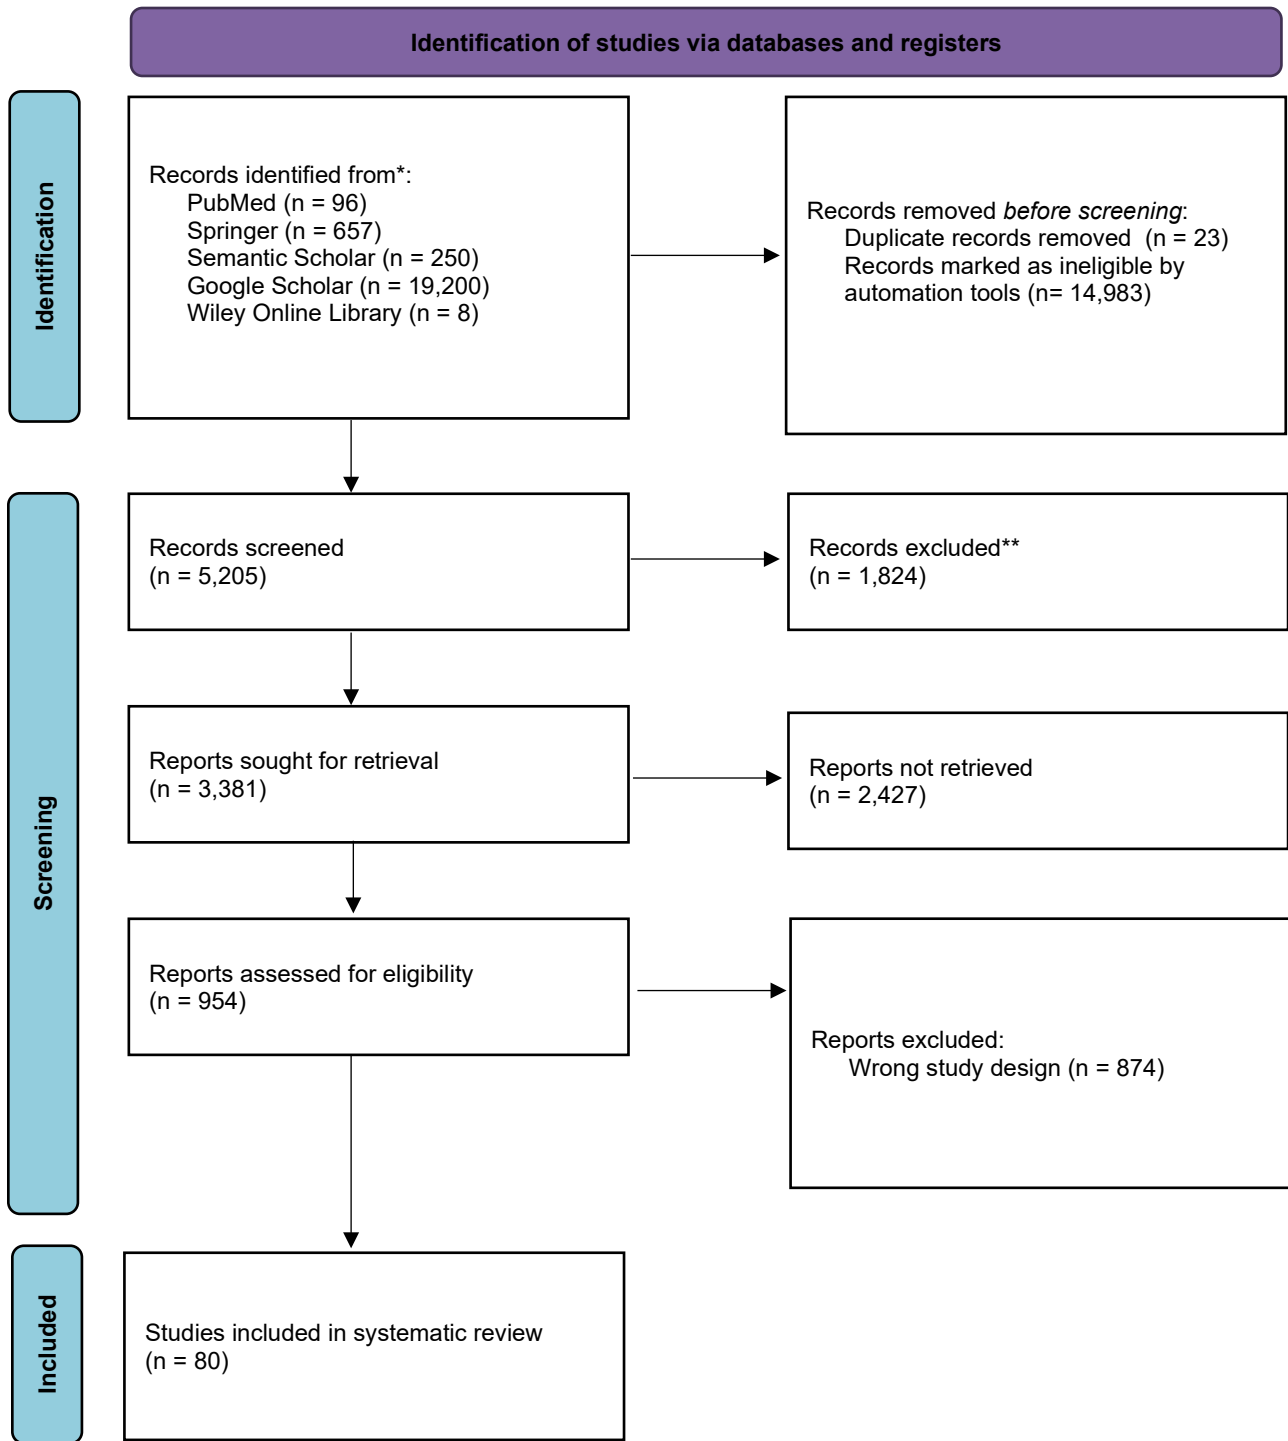 Identification of studies via databases and registers
Identification
Records identified from*:
PubMed (n = 96)
Springer (n = 657)
Semantic Scholar (n = 250)
Google Scholar (n = 19,200)
Wiley Online Library (n = 8)
Records removed before screening:
Duplicate records removed  (n = 23)
Records marked as ineligible by
automation tools (n= 14,983)
Screening
Records screened
(n = 5,205)
Records excluded**
(n = 1,824)
Reports sought for retrieval
(n = 3,381)
Reports not retrieved
(n = 2,427)
Reports assessed for eligibility
(n = 954)
Reports excluded:
Wrong study design (n = 874)
Included
Studies included in systematic review
(n = 80)